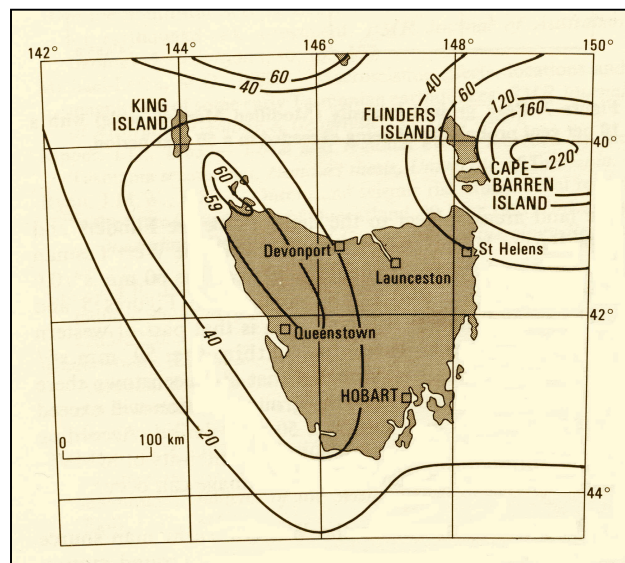 142°
144°
146°
148°
150°
60
40
40
60
120
160
220
KING
ISLAND
FLINDERS
ISLAND
40°
CAPE
BARREN
ISLAND
60
59
Devonport
St Helens
Launceston
42°
Queenstown
40
HOBART
0 100 km
20
44°